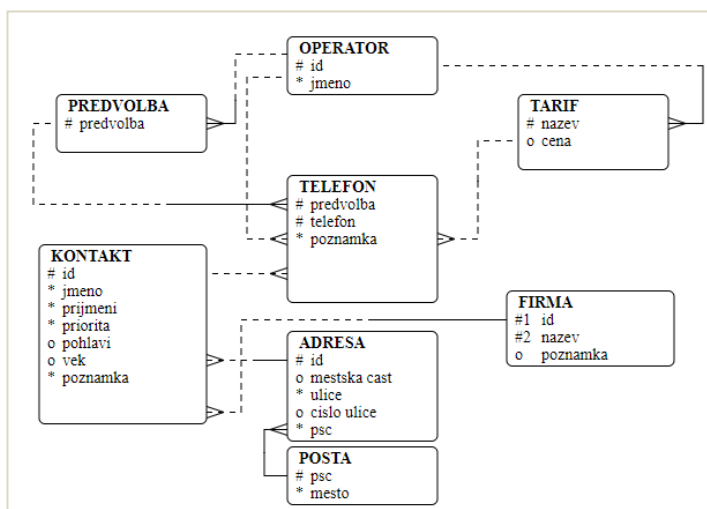 OPERATOR
# id
* jmeno
PREDVOLBA
# predvolba
TARIF
# nazev
o cena
TELEFON
# predvolba
# telefon
* poznamka
KONTAKT
# id
* jmeno
* prijmeni
* priorita
o pohlavi
o vek
* poznamka
FIRMA
#1 id
#2 nazev
o poznamka
ADRESA
# id
o mestska cast
* ulice
o cislo ulice
* psc
POSTA
# psc
* mesto